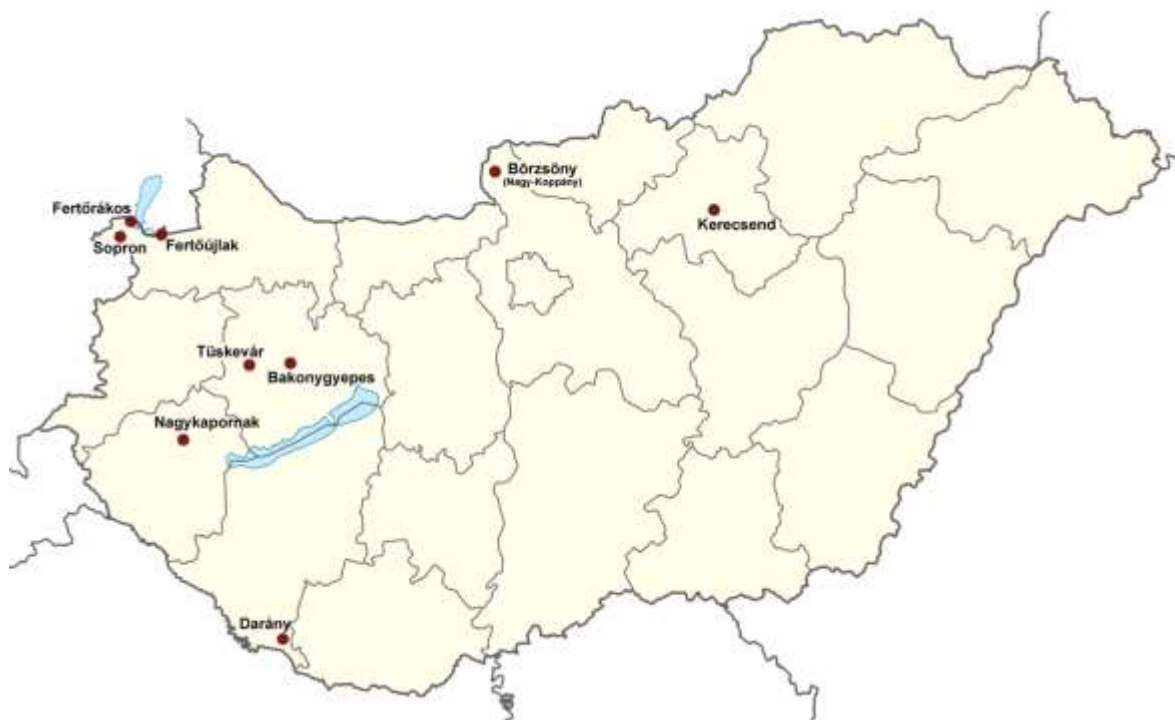 Börzsöny
(Nagy-Koppány)
Fertőrákos
Kerecsend
Sopron
Fertőújlak
Tüskevár
Bakonygyepes
Nagykapornak
Darány